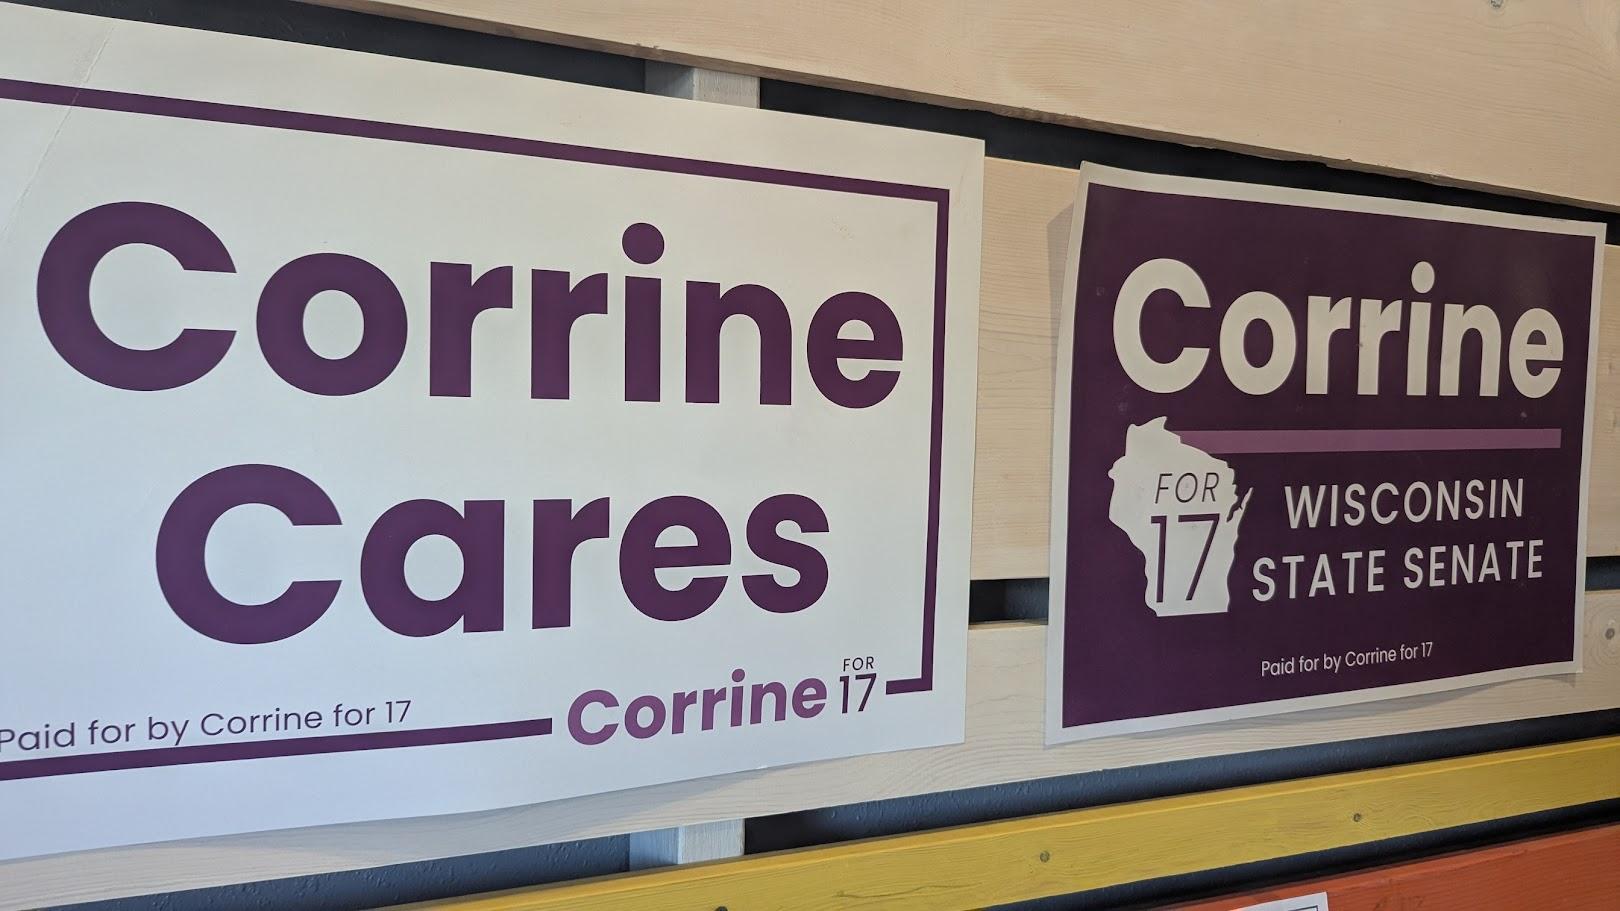 Corrine
Cares
Paid for by Corrine for 17
Corrine FOR 17
Corrine
FOR
17
WISCONSIN
STATE SENATE
Paid for by Corrine for 17